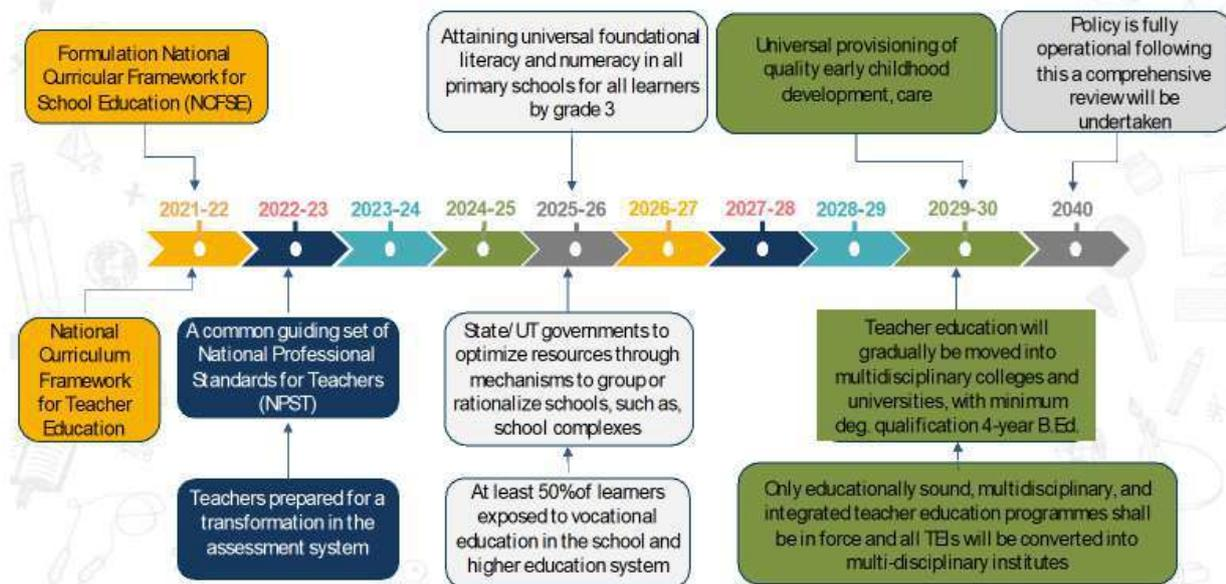 Formulation National
Curricular Framework for
School Education (NCFSE)
Attaining universal foundational
literacy and numeracy in all
primary schools for all learners
by grade 3
Universal provisioning of
quality early childhood
development, care
Policy is fully
operational following
this a comprehensive
review will be
undertaken
2021-22 2022-23 2023-24 2024-25 2025-26 2026-27 2027-28 2028-29 2029-30 2040
National
Curriculum
Framework
for Teacher
Education
A common guiding set of
National Professional
Standards for Teachers
(NPST)
State/UT governments to
optimize resources through
mechanisms to group or
rationalize schools, such as,
school complexes
Teacher education will
gradually be moved into
multidisciplinary colleges and
universities, with minimum
deg. qualification 4-year B.Ed.
Teachers prepared for a
transformation in the
assessment system
At least 50% of learners
exposed to vocational
education in the school and
higher education system
Only educationally sound, multidisciplinary, and
integrated teacher education programmes shall
be in force and all TEIs will be converted into
multi-disciplinary institutes